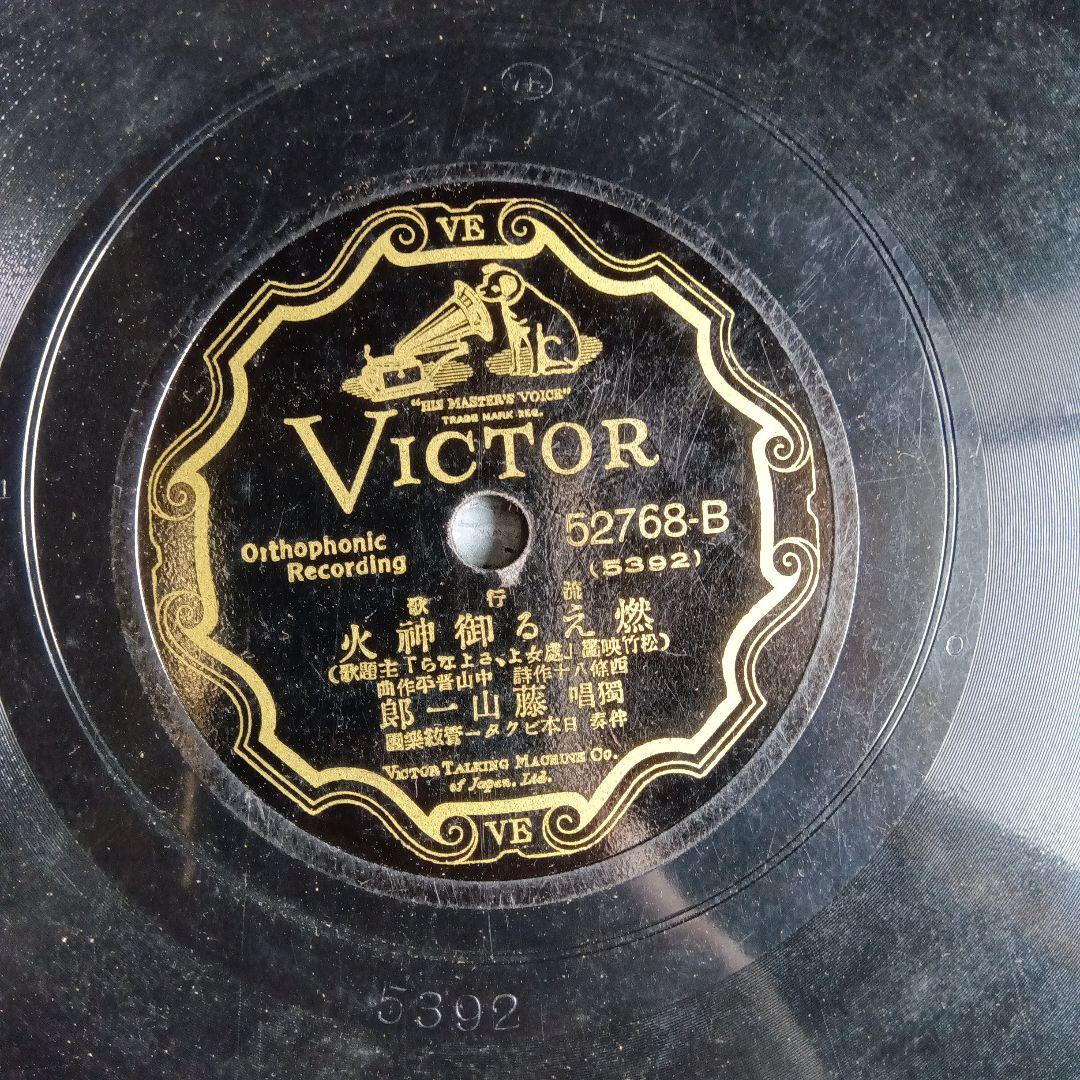 VE
VE
"HIS MASTER'S VOICE"
TRADE MARK REG.
VICTOR
Orthophonic
Recording
52768-B
(5392)
流行歌
燃える御神火
(松竹映畫「處女よ、さよなら」主題歌)
西條八十作詩 中山晋平作曲
獨唱 藤山一郎
伴奏 日本ビクター管絃樂團
VICTOR TALKING MACHINE CO.
of Japan, Ltd.
VE
5392